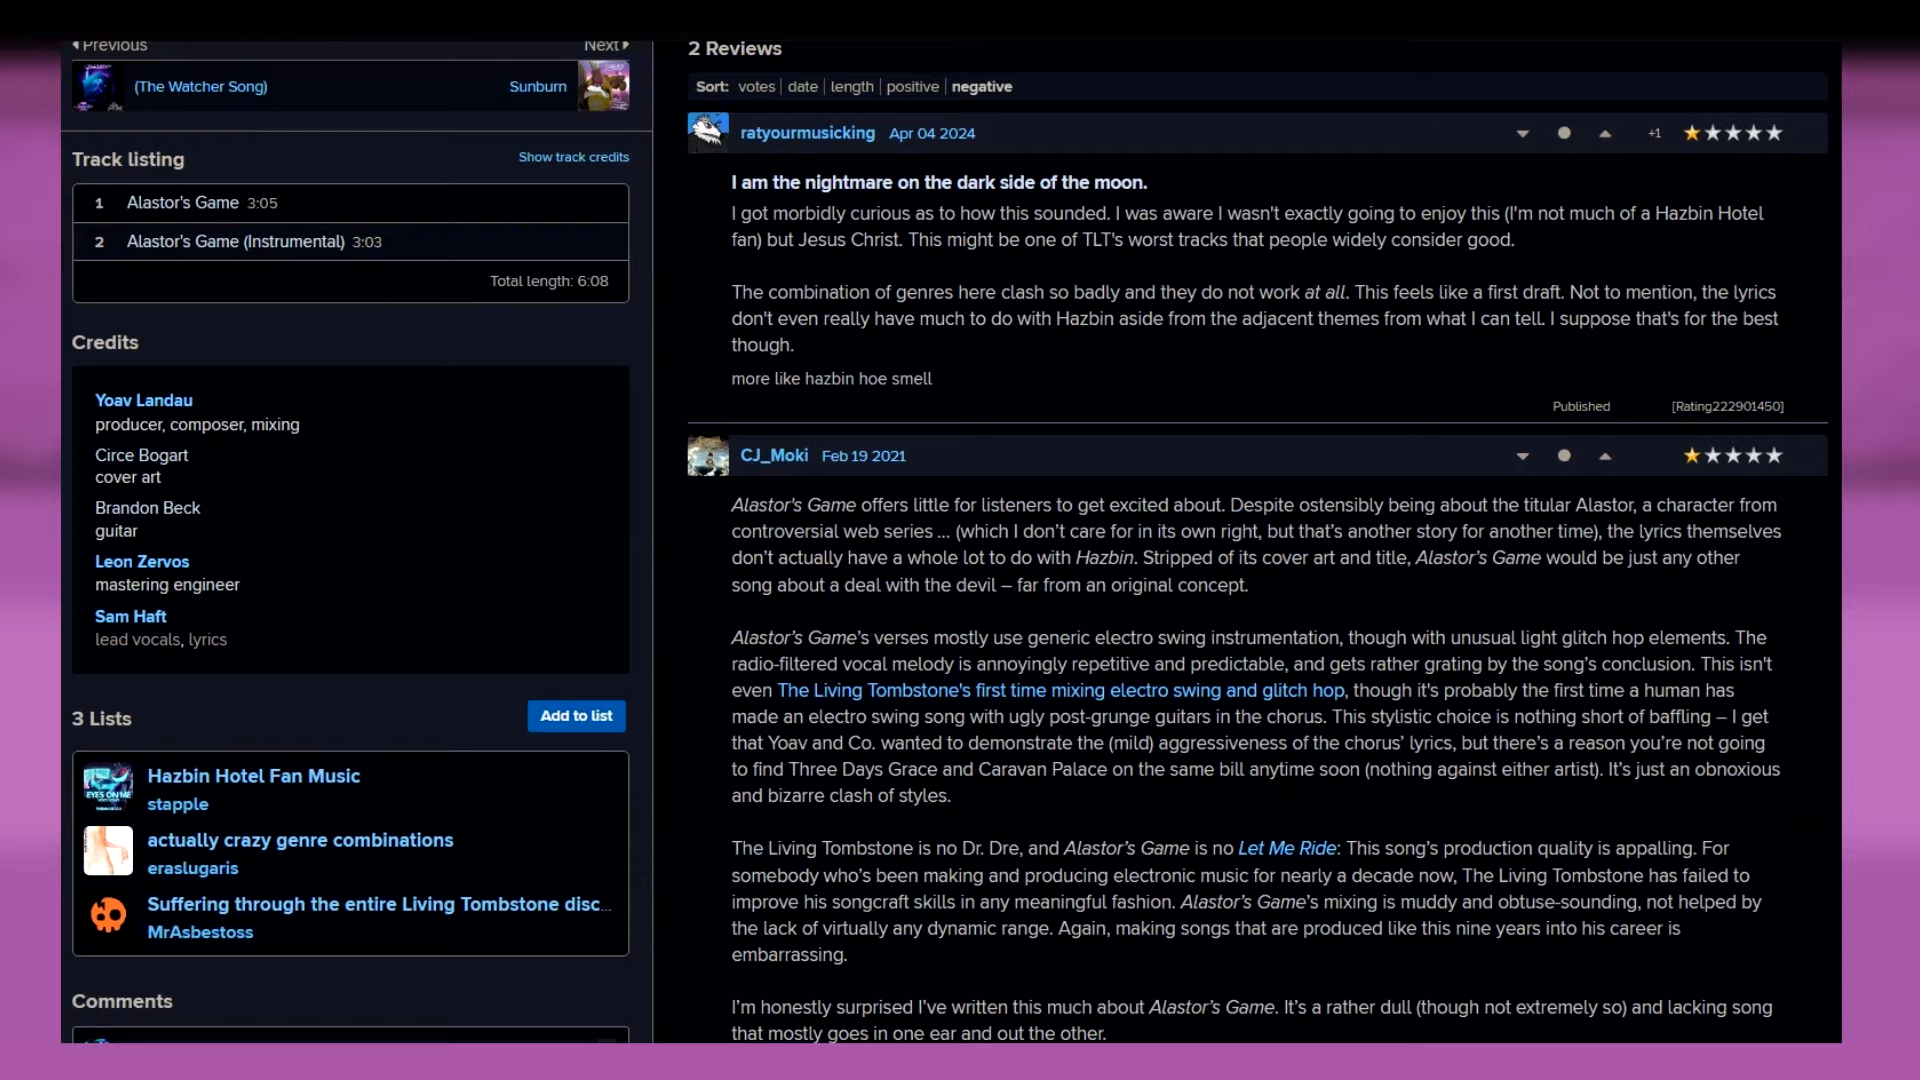 Previous
Next
(The Watcher Song)
Sunburn
Track listing
Show track credits
1 Alastor's Game 3:05
2 Alastor's Game (Instrumental) 3:03
Total length: 6:08
Credits
Yoav Landau
producer, composer, mixing
Circe Bogart
cover art
Brandon Beck
guitar
Leon Zervos
mastering engineer
Sam Haft
lead vocals, lyrics
3 Lists
Add to list
EYES ON ME
Hazbin Hotel Fan Music
stapple
actually crazy genre combinations
eraslugaris
Suffering through the entire Living Tombstone disc...
MrAsbestoss
Comments
2 Reviews
Sort: votes | date | length | positive | negative
ratyourmusicking Apr 04 2024 +1
I am the nightmare on the dark side of the moon.
I got morbidly curious as to how this sounded. I was aware I wasn't exactly going to enjoy this (I'm not much of a Hazbin Hotel
fan) but Jesus Christ. This might be one of TLT's worst tracks that people widely consider good.
The combination of genres here clash so badly and they do not work at all. This feels like a first draft. Not to mention, the lyrics
don't even really have much to do with Hazbin aside from the adjacent themes from what I can tell. I suppose that's for the best
though.
more like hazbin hoe smell
Published [Rating222901450]
CJ_Moki Feb 19 2021
Alastor's Game offers little for listeners to get excited about. Despite ostensibly being about the titular Alastor, a character from
controversial web series ... (which I don't care for in its own right, but that's another story for another time), the lyrics themselves
don't actually have a whole lot to do with Hazbin. Stripped of its cover art and title, Alastor's Game would be just any other
song about a deal with the devil – far from an original concept.
Alastor's Game's verses mostly use generic electro swing instrumentation, though with unusual light glitch hop elements. The
radio-filtered vocal melody is annoyingly repetitive and predictable, and gets rather grating by the song's conclusion. This isn't
even The Living Tombstone's first time mixing electro swing and glitch hop, though it's probably the first time a human has
made an electro swing song with ugly post-grunge guitars in the chorus. This stylistic choice is nothing short of baffling – I get
that Yoav and Co. wanted to demonstrate the (mild) aggressiveness of the chorus' lyrics, but there's a reason you're not going
to find Three Days Grace and Caravan Palace on the same bill anytime soon (nothing against either artist). It's just an obnoxious
and bizarre clash of styles.
The Living Tombstone is no Dr. Dre, and Alastor's Game is no Let Me Ride: This song's production quality is appalling. For
somebody who's been making and producing electronic music for nearly a decade now, The Living Tombstone has failed to
improve his songcraft skills in any meaningful fashion. Alastor's Game's mixing is muddy and obtuse-sounding, not helped by
the lack of virtually any dynamic range. Again, making songs that are produced like this nine years into his career is
embarrassing.
I'm honestly surprised I've written this much about Alastor's Game. It's a rather dull (though not extremely so) and lacking song
that mostly goes in one ear and out the other.